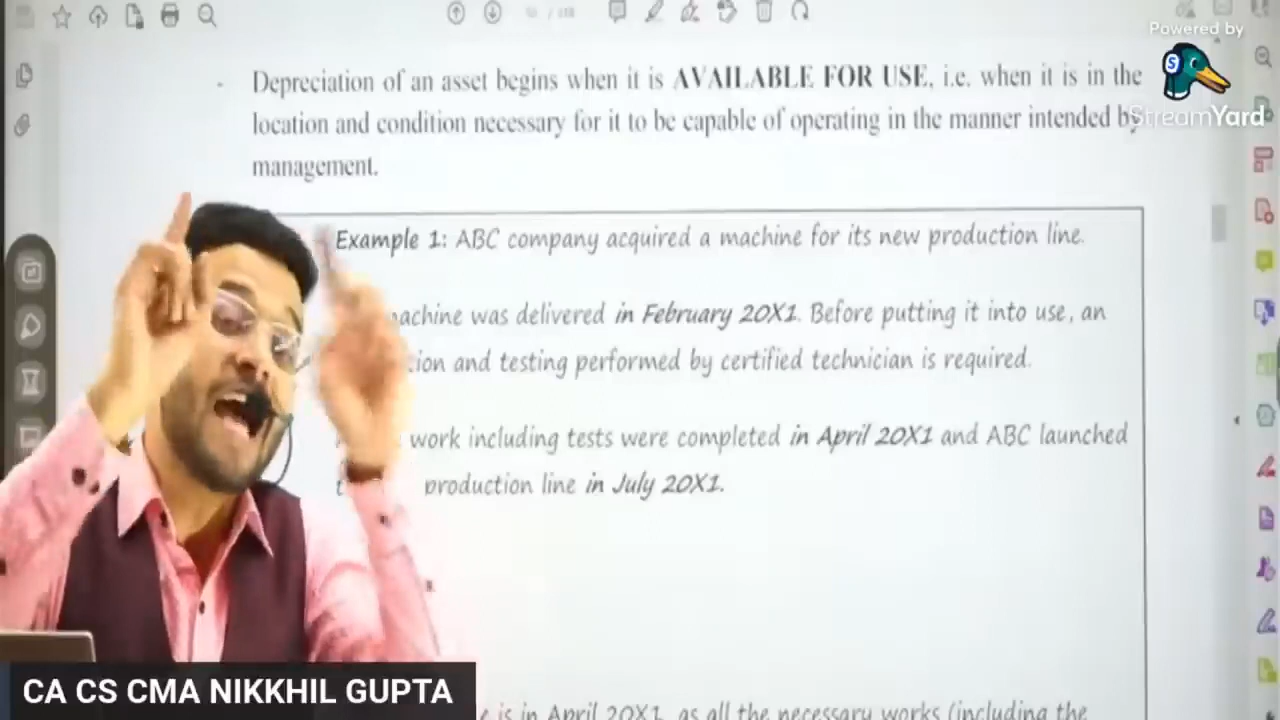 Powered by
StreamYard
Depreciation of an asset begins when it is AVAILABLE FOR USE, i.e. when it is in the
location and condition necessary for it to be capable of operating in the manner intended by
management.
Example 1: ABC company acquired a machine for its new production line.
achine was delivered in February 20X1. Before putting it into use, an
ion and testing performed by certified technician is required.
work including tests were completed in April 20X1 and ABC launched
production line in July 20X1.
is in April 20X1, as all the necessary works (including the
CA CS CMA NIKKHIL GUPTA